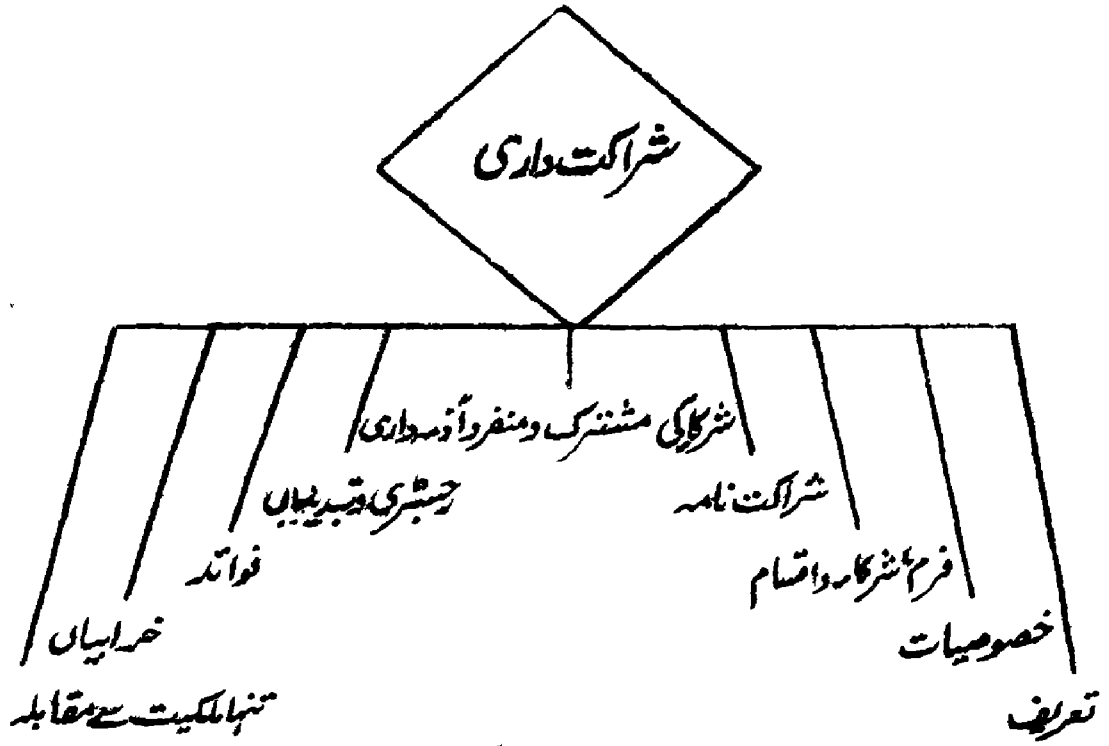 شراکت داری
شرکا کی مشترک و منفرداً ذمہ داری
شراکت نامہ
رجسٹری و تبدیلیاں
فرم، شرکاء و اقسام
فوائد
خصوصیات
خرابیاں
تعریف
تنہا ملکیت سے مقابلہ